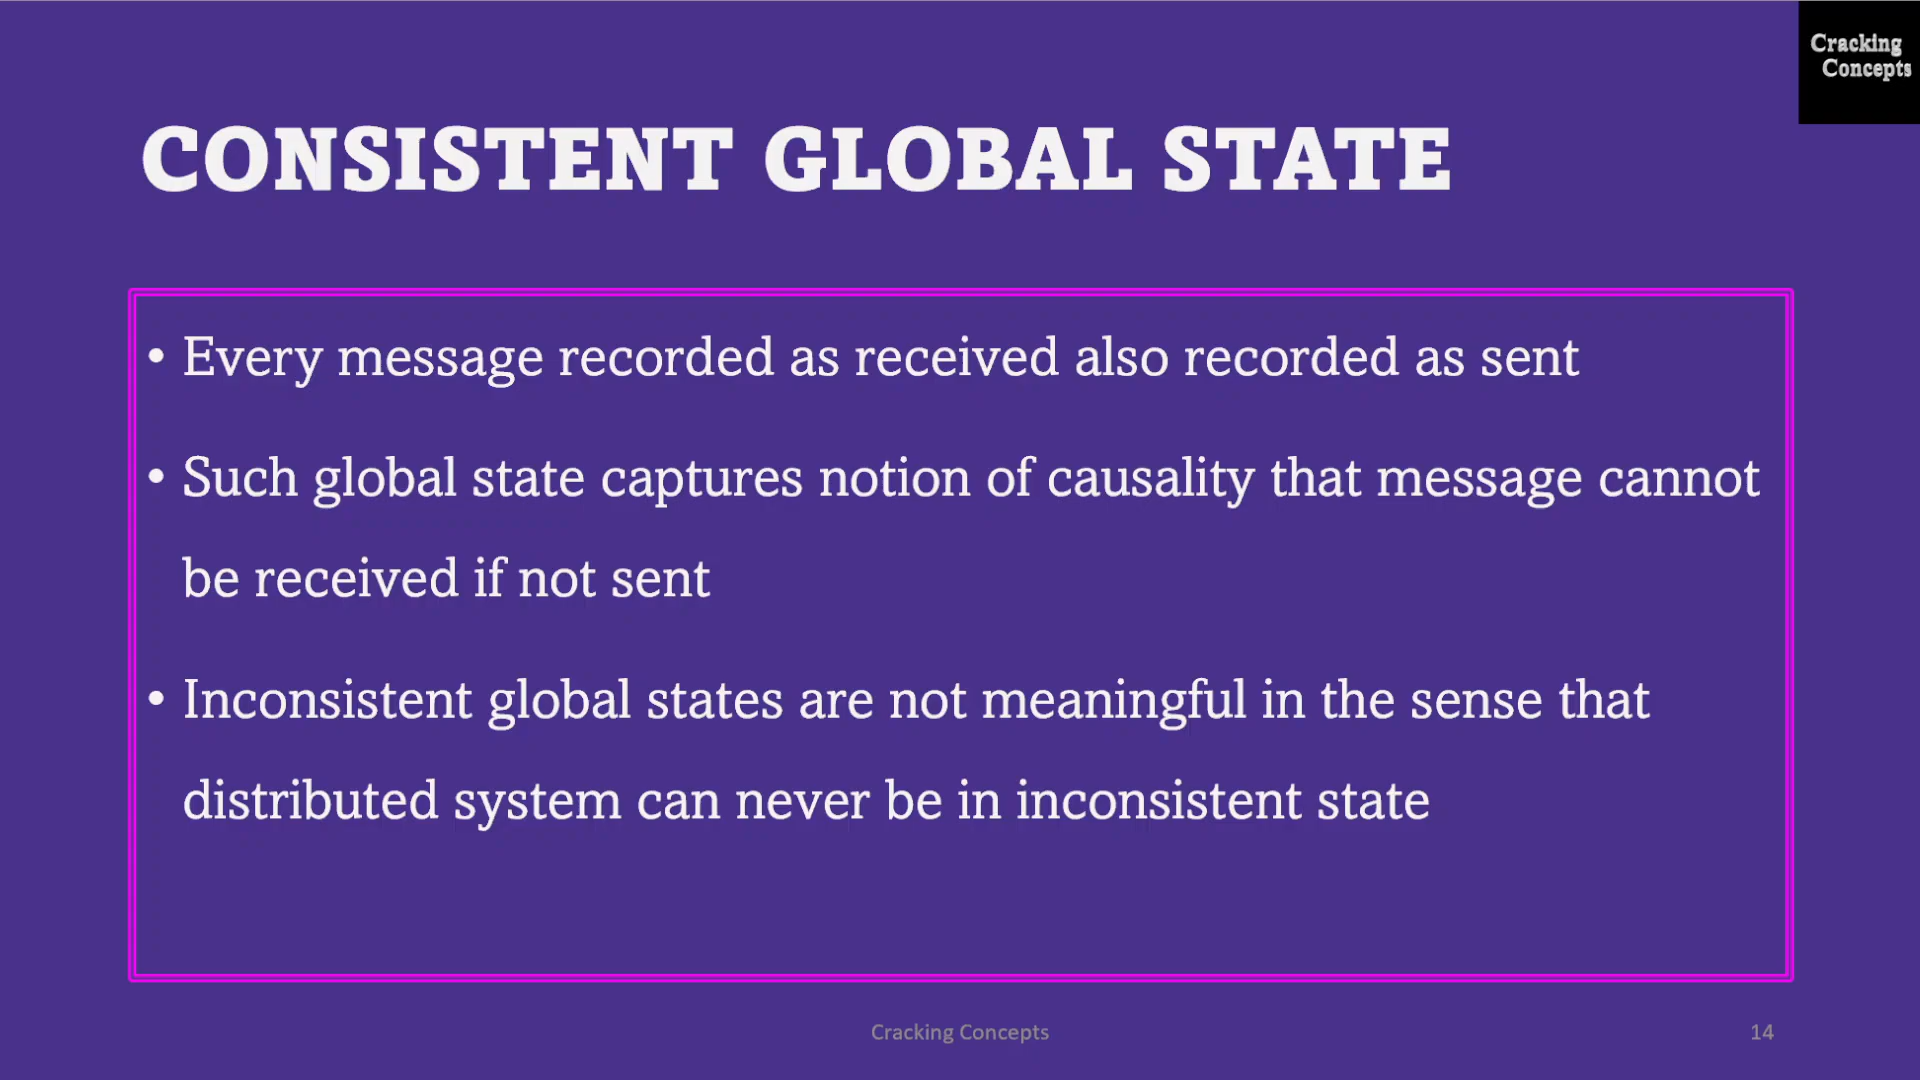 Cracking
Concepts
CONSISTENT GLOBAL STATE
• Every message recorded as received also recorded as sent
• Such global state captures notion of causality that message cannot
be received if not sent
• Inconsistent global states are not meaningful in the sense that
distributed system can never be in inconsistent state
Cracking Concepts
14